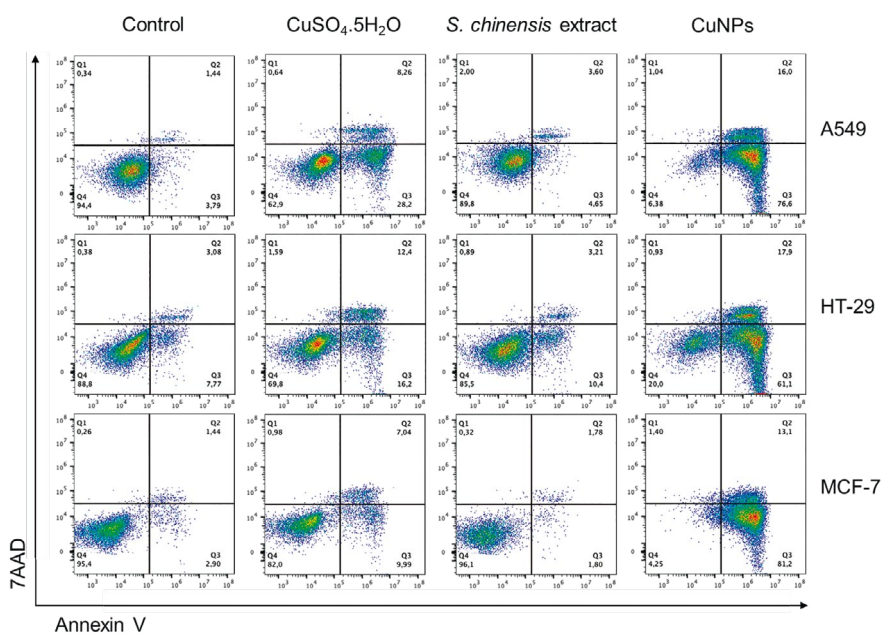 Control CuSO₄.5H₂O S. chinensis extract CuNPs
Q1 Q2 Q1 Q2 Q1 Q2 Q1 Q2
0,34 1,44 0,64 8,26 2,00 3,60 1,04 16,0
A549
Q4 Q3 Q4 Q3 Q4 Q3 Q4 Q3
94,4 3,79 62,9 28,2 89,8 4,65 6,38 76,6
Q1 Q2 Q1 Q2 Q1 Q2 Q1 Q2
0,38 3,08 1,59 12,4 0,89 3,21 0,93 17,9
HT-29
Q4 Q3 Q4 Q3 Q4 Q3 Q4 Q3
88,8 7,77 69,8 16,2 85,5 10,4 20,0 61,1
Q1 Q2 Q1 Q2 Q1 Q2 Q1 Q2
0,26 1,44 0,98 7,04 0,32 1,78 1,40 13,1
MCF-7
Q4 Q3 Q4 Q3 Q4 Q3 Q4 Q3
95,4 2,90 82,0 9,99 96,1 1,80 4,25 81,2
7AAD
Annexin V